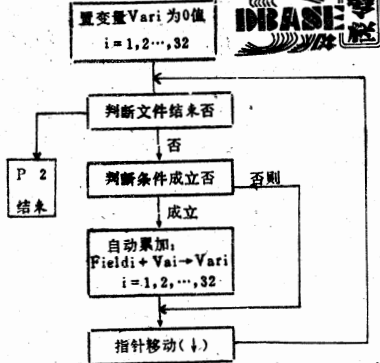 置变量Vari为0值
i=1,2…,32
DBASE
判断文件结束否
否
P 2
结束
判断条件成立否
否则
成立
自动累加:
Fieldi+Vai→Vari
i=1,2,…,32
指针移动(↓)